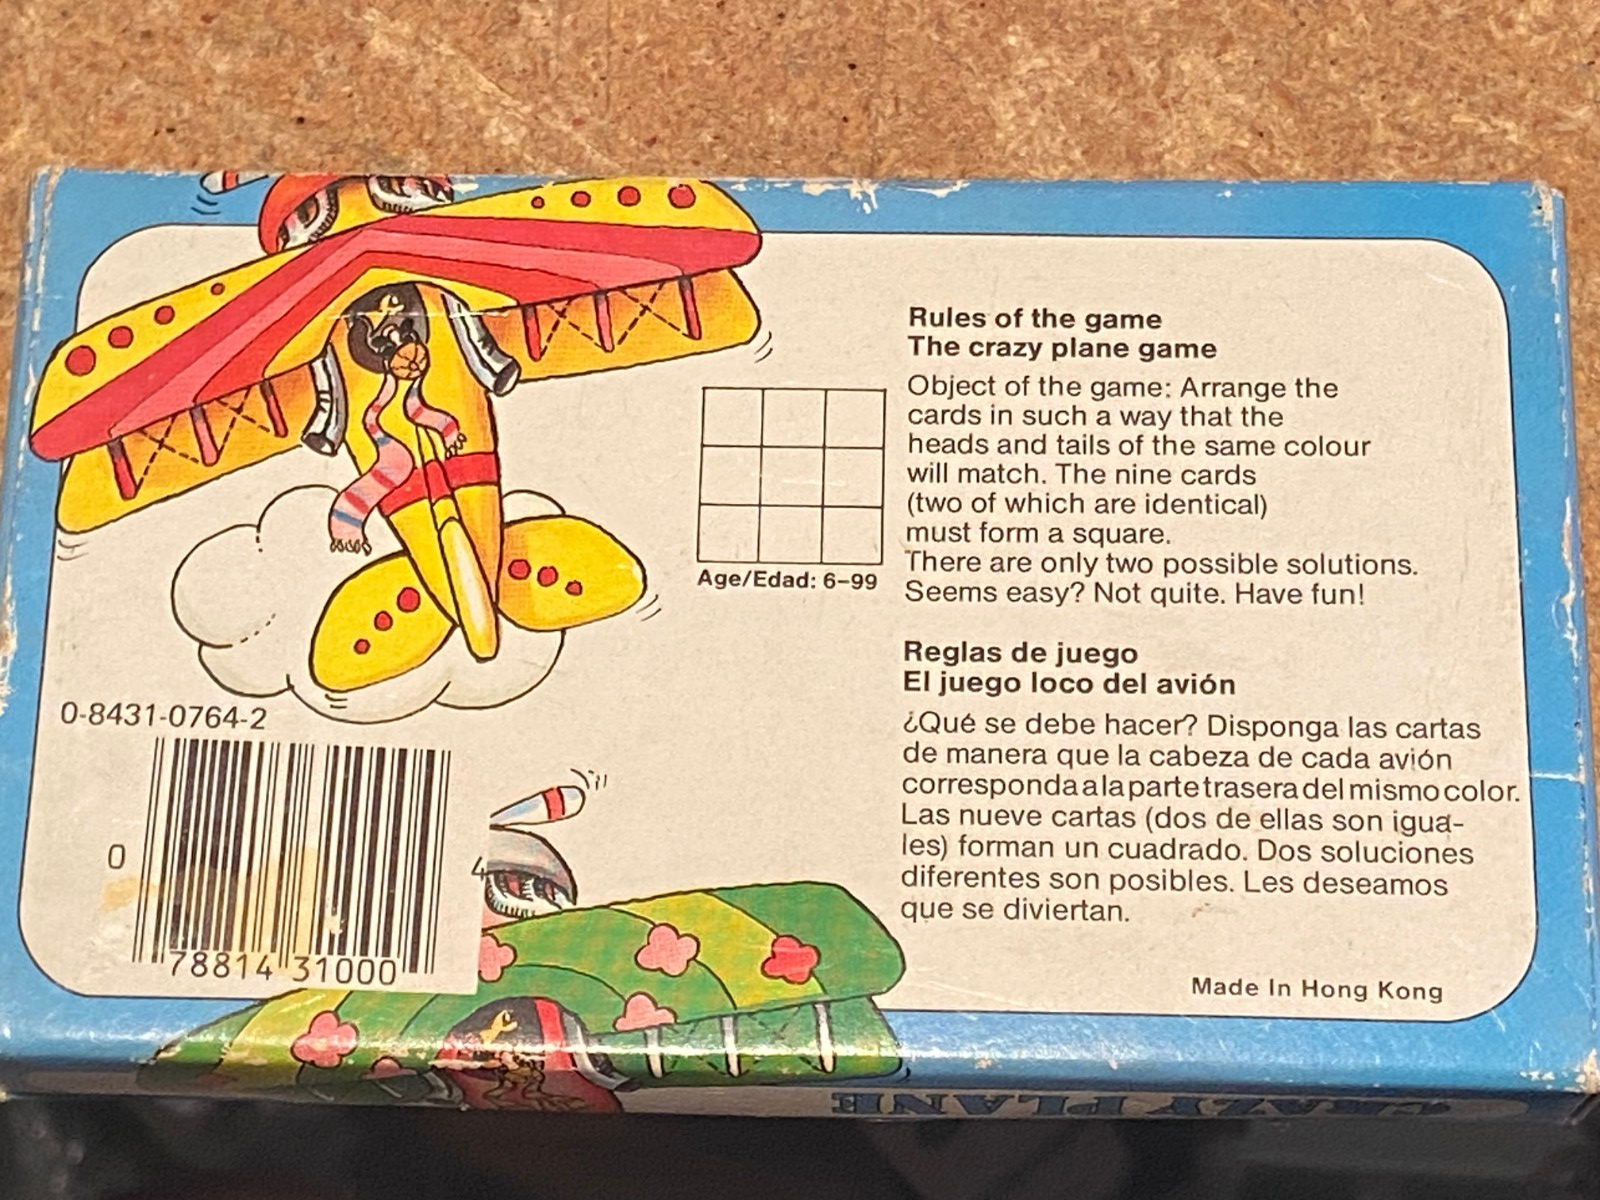 Rules of the game
The crazy plane game
Object of the game: Arrange the
cards in such a way that the
heads and tails of the same colour
will match. The nine cards
(two of which are identical)
must form a square.
There are only two possible solutions.
Seems easy? Not quite. Have fun!
Age/Edad: 6–99
Reglas de juego
El juego loco del avión
¿Qué se debe hacer? Disponga las cartas
de manera que la cabeza de cada avión
corresponda a la parte trasera del mismo color.
Las nueve cartas (dos de ellas son igua-
les) forman un cuadrado. Dos soluciones
diferentes son posibles. Les deseamos
que se diviertan.
Made In Hong Kong
0-8431-0764-2
0 78814 31000 4
CRAZY PLANE